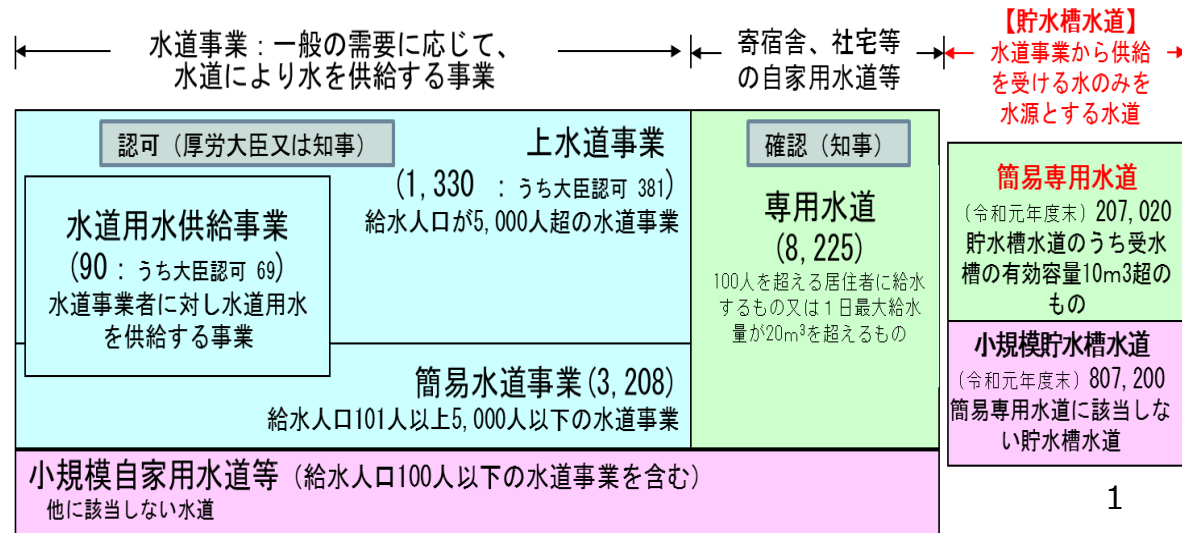 水道事業：一般の需要に応じて、
水道により水を供給する事業
寄宿舎、社宅等
の自家用水道等
【貯水槽水道】
水道事業から供給
を受ける水のみを
水源とする水道
認可（厚労大臣又は知事）
上水道事業
(1,330 ：うち大臣認可 381)
給水人口が5,000人超の水道事業
水道用水供給事業
(90：うち大臣認可 69)
水道事業者に対し水道用水
を供給する事業
簡易水道事業(3,208)
給水人口101人以上5,000人以下の水道事業
確認（知事）
専用水道
(8,225)
100人を超える居住者に給水
するもの又は１日最大給水
量が20m³を超えるもの
簡易専用水道
（令和元年度末）207,020
貯水槽水道のうち受水
槽の有効容量10m3超の
もの
小規模貯水槽水道
（令和元年度末）807,200
簡易専用水道に該当しな
い貯水槽水道
小規模自家用水道等（給水人口100人以下の水道事業を含む）
他に該当しない水道
1